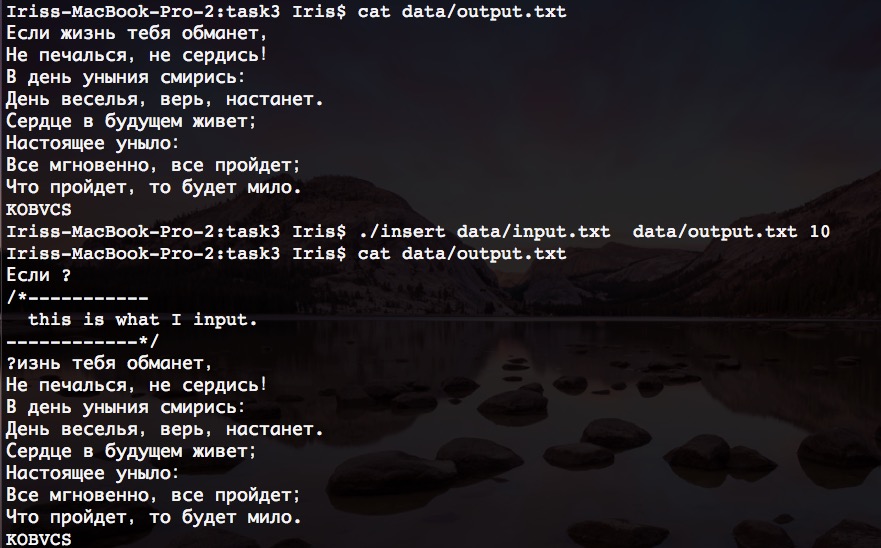 Iriss-MacBook-Pro-2:task3 Iris$ cat data/output.txt
Если жизнь тебя обманет,
Не печалься, не сердись!
В день уныния смирись:
День веселья, верь, настанет.
Сердце в будущем живет;
Настоящее уныло:
Все мгновенно, все пройдет;
Что пройдет, то будет мило.
KOBVCS
Iriss-MacBook-Pro-2:task3 Iris$ ./insert data/input.txt  data/output.txt 10
Iriss-MacBook-Pro-2:task3 Iris$ cat data/output.txt
Если ?
/*-----------
  this is what I input.
------------*/
?изнь тебя обманет,
Не печалься, не сердись!
В день уныния смирись:
День веселья, верь, настанет.
Сердце в будущем живет;
Настоящее уныло:
Все мгновенно, все пройдет;
Что пройдет, то будет мило.
KOBVCS